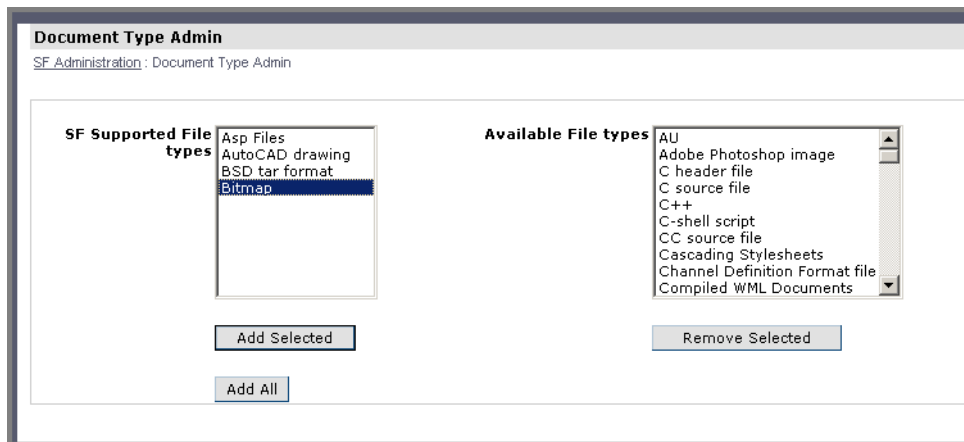 Document Type Admin
SF Administration : Document Type Admin
SF Supported File
types
Asp Files
AutoCAD drawing
BSD tar format
Bitmap
Add Selected
Add All
Available File types
AU
Adobe Photoshop image
C header file
C source file
C++
C-shell script
CC source file
Cascading Stylesheets
Channel Definition Format file
Compiled WML Documents
Remove Selected